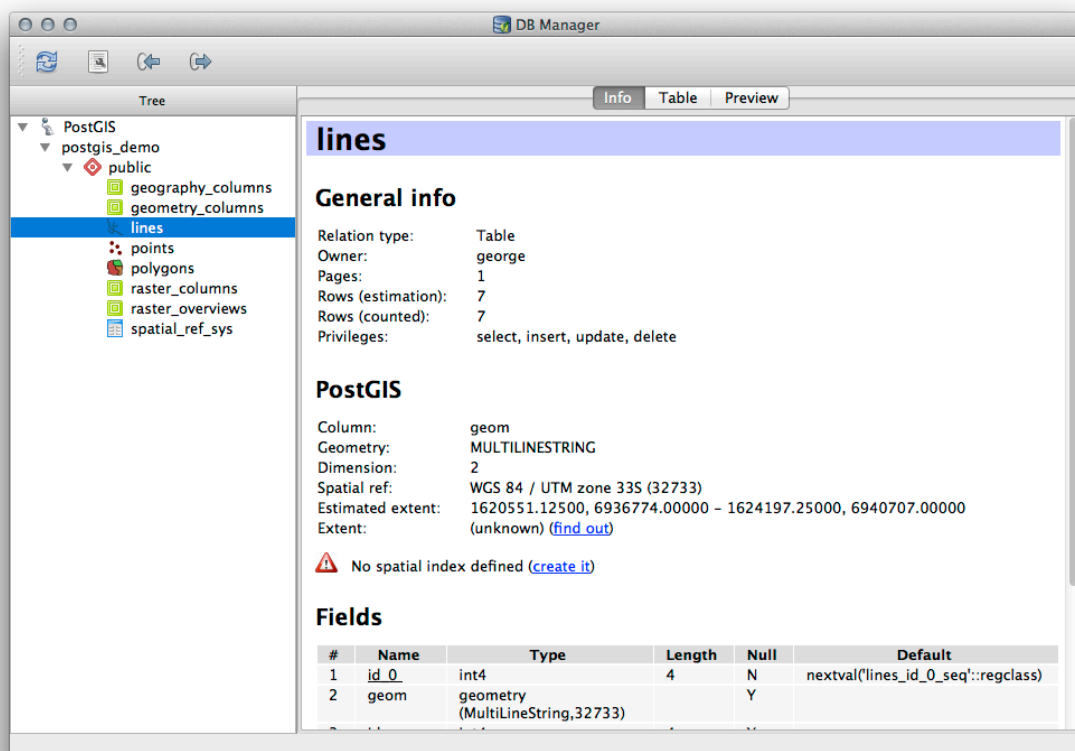 DB Manager
Tree
Info Table Preview
PostGIS
postgis_demo
public
geography_columns
geometry_columns
lines
points
polygons
raster_columns
raster_overviews
spatial_ref_sys
lines
General info
Relation type: Table
Owner: george
Pages: 1
Rows (estimation): 7
Rows (counted): 7
Privileges: select, insert, update, delete
PostGIS
Column: geom
Geometry: MULTILINESTRING
Dimension: 2
Spatial ref: WGS 84 / UTM zone 33S (32733)
Estimated extent: 1620551.12500, 6936774.00000 - 1624197.25000, 6940707.00000
Extent: (unknown) (find out)
No spatial index defined (create it)
Fields
# Name Type Length Null Default
1 id_0 int4 4 N nextval('lines_id_0_seq'::regclass)
2 geom geometry Y
(MultiLineString,32733)